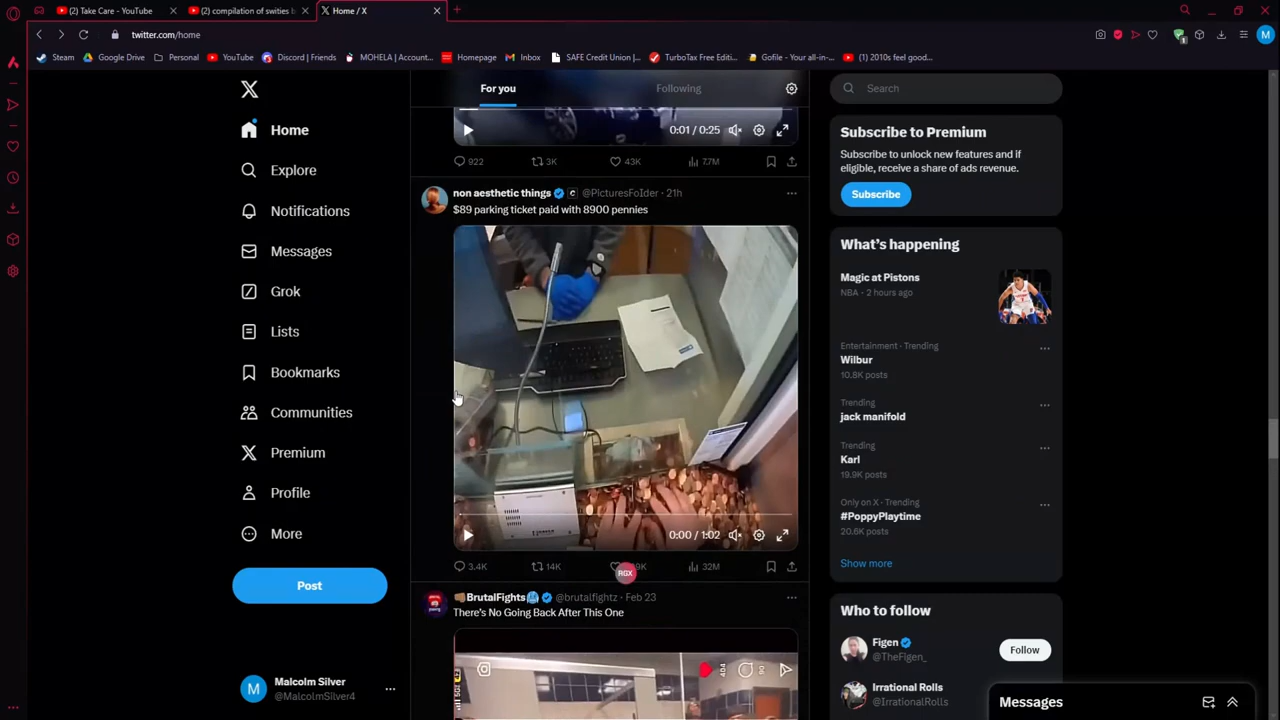 (2) Take Care - YouTube
(2) compilation of swities b
Home / X
twitter.com/home
Steam
Google Drive
Personal
YouTube
Discord | Friends
MOHELA | Account...
Homepage
Inbox
SAFE Credit Union |...
TurboTax Free Editi...
Gofile - Your all-in-...
(1) 2010s feel good...
M
For you
Following
Search
Home
Explore
Notifications
Messages
Grok
Lists
Bookmarks
Communities
Premium
Profile
More
Post
M
Malcolm Silver
@MalcolmSilver4
0:01 / 0:25
922
3K
43K
7.7M
non aesthetic things
@PicturesFoIder · 21h
$89 parking ticket paid with 8900 pennies
0:00 / 1:02
3.4K
14K
32M
RGX
BrutalFights
@brutalfightz · Feb 23
There's No Going Back After This One
404
90
Subscribe to Premium
Subscribe to unlock new features and if
eligible, receive a share of ads revenue.
Subscribe
What's happening
Magic at Pistons
NBA · 2 hours ago
Entertainment · Trending
Wilbur
10.8K posts
Trending
jack manifold
Trending
Karl
19.9K posts
Only on X · Trending
#PoppyPlaytime
20.6K posts
Show more
Who to follow
Figen
@TheFigen_
Follow
Irrational Rolls
@IrrationalRolls
Messages